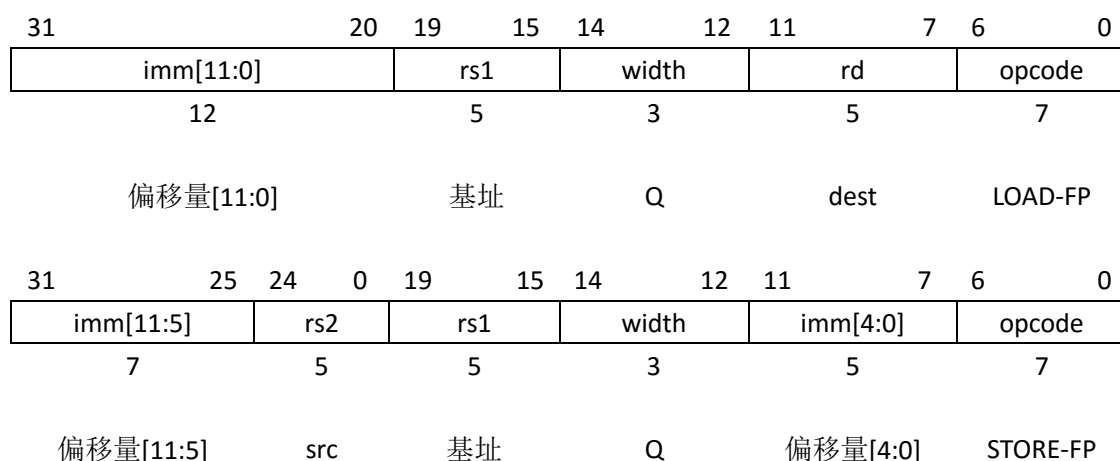 31 20 19 15 14 12 11 7 6 0
imm[11:0] rs1 width rd opcode
12 5 3 5 7
偏移量[11:0] 基址 Q dest LOAD-FP
31 25 24 0 19 15 14 12 11 7 6 0
imm[11:5] rs2 rs1 width imm[4:0] opcode
7 5 5 3 5 7
偏移量[11:5] src 基址 Q 偏移量[4:0] STORE-FP